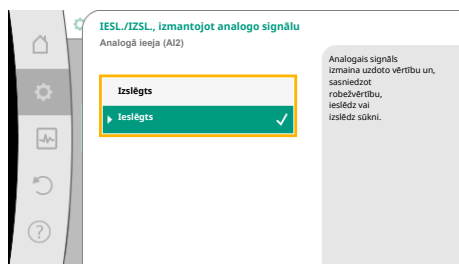 IESL./IZSL., izmantojot analogo signālu
Analogā ieeja (AI2)
Izslēgts
Ieslēgts
Analogais signāls
izmaina uzdoto vērtību un,
sasniedzot
robežvērtību,
ieslēdz vai
izslēdz sūkni.